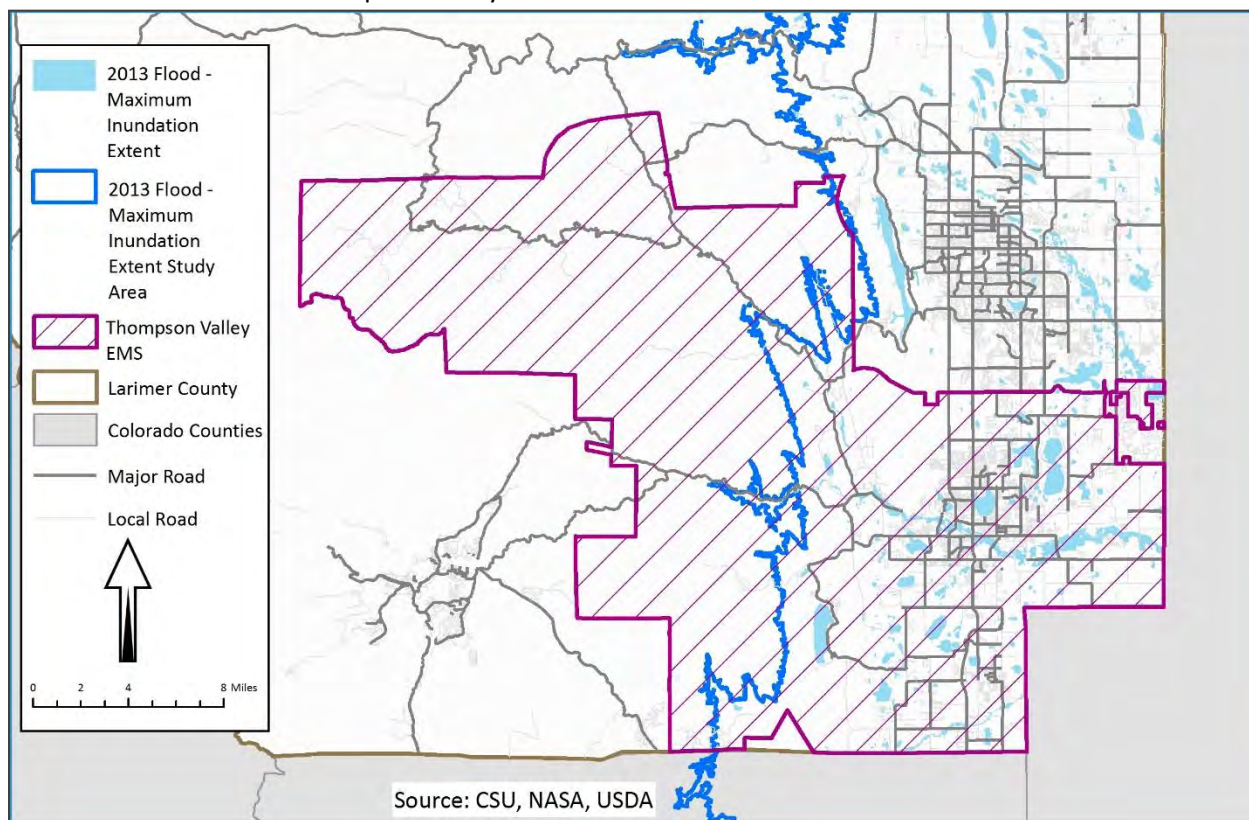 2013 Flood -
Maximum
Inundation
Extent
2013 Flood -
Maximum
Inundation
Extent Study
Area
Thompson Valley
EMS
Larimer County
Colorado Counties
Major Road
Local Road
0 2 4 8 Miles
Source: CSU, NASA, USDA